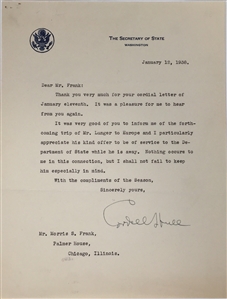 THE SECRETARY OF STATE
WASHINGTON
January 12, 1938.
Dear Mr. Frank:
Thank you very much for your cordial letter of
January eleventh. It was a pleasure for me to hear
from you again.
It was very good of you to inform me of the forth-
coming trip of Mr. Lunger to Europe and I particularly
appreciate his kind offer to be of service to the De-
partment of State while he is away. Nothing occurs to
me in this connection, but I shall not fail to keep
him especially in mind.
With the compliments of the Season,
Sincerely yours,
Cordell Hull
Mr. Morris S. Frank,
Palmer House,
Chicago, Illinois.